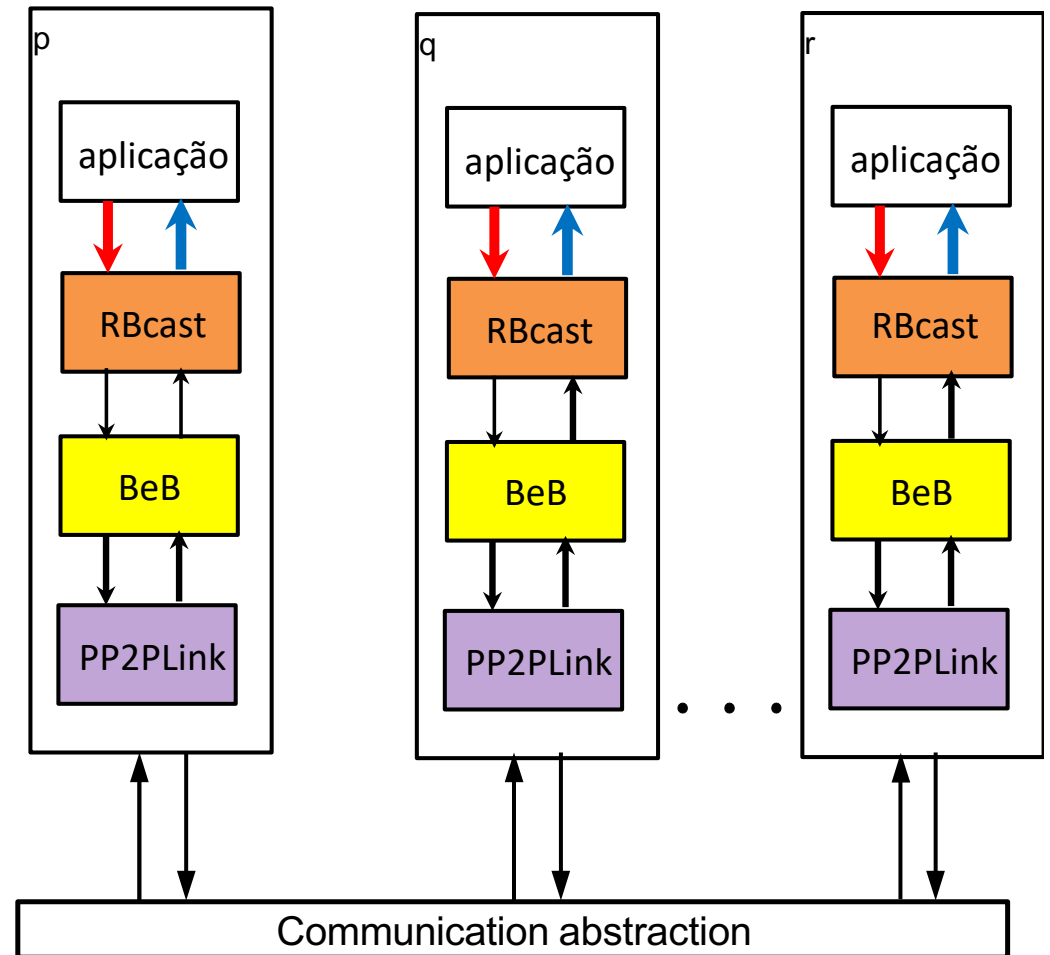 p
aplicação
RBcast
BeB
PP2PLink
q
aplicação
RBcast
BeB
PP2PLink
. . .
r
aplicação
RBcast
BeB
PP2PLink
Communication abstraction